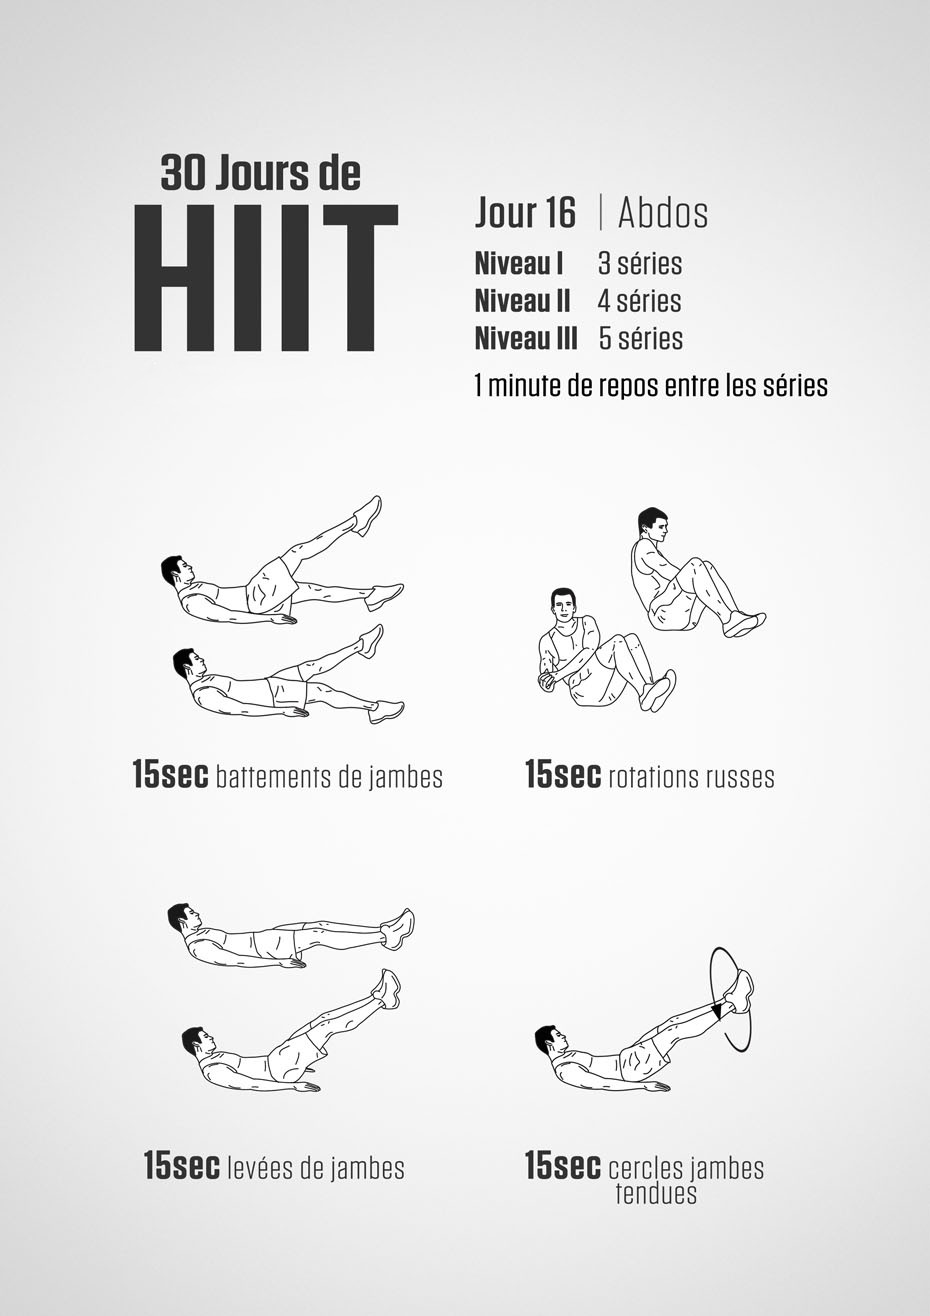 30 Jours de
HIIT
Jour 16 | Abdos
Niveau I 3 séries
Niveau II 4 séries
Niveau III 5 séries
1 minute de repos entre les séries
15sec battements de jambes
15sec rotations russes
15sec levées de jambes
15sec cercles jambes
tendues